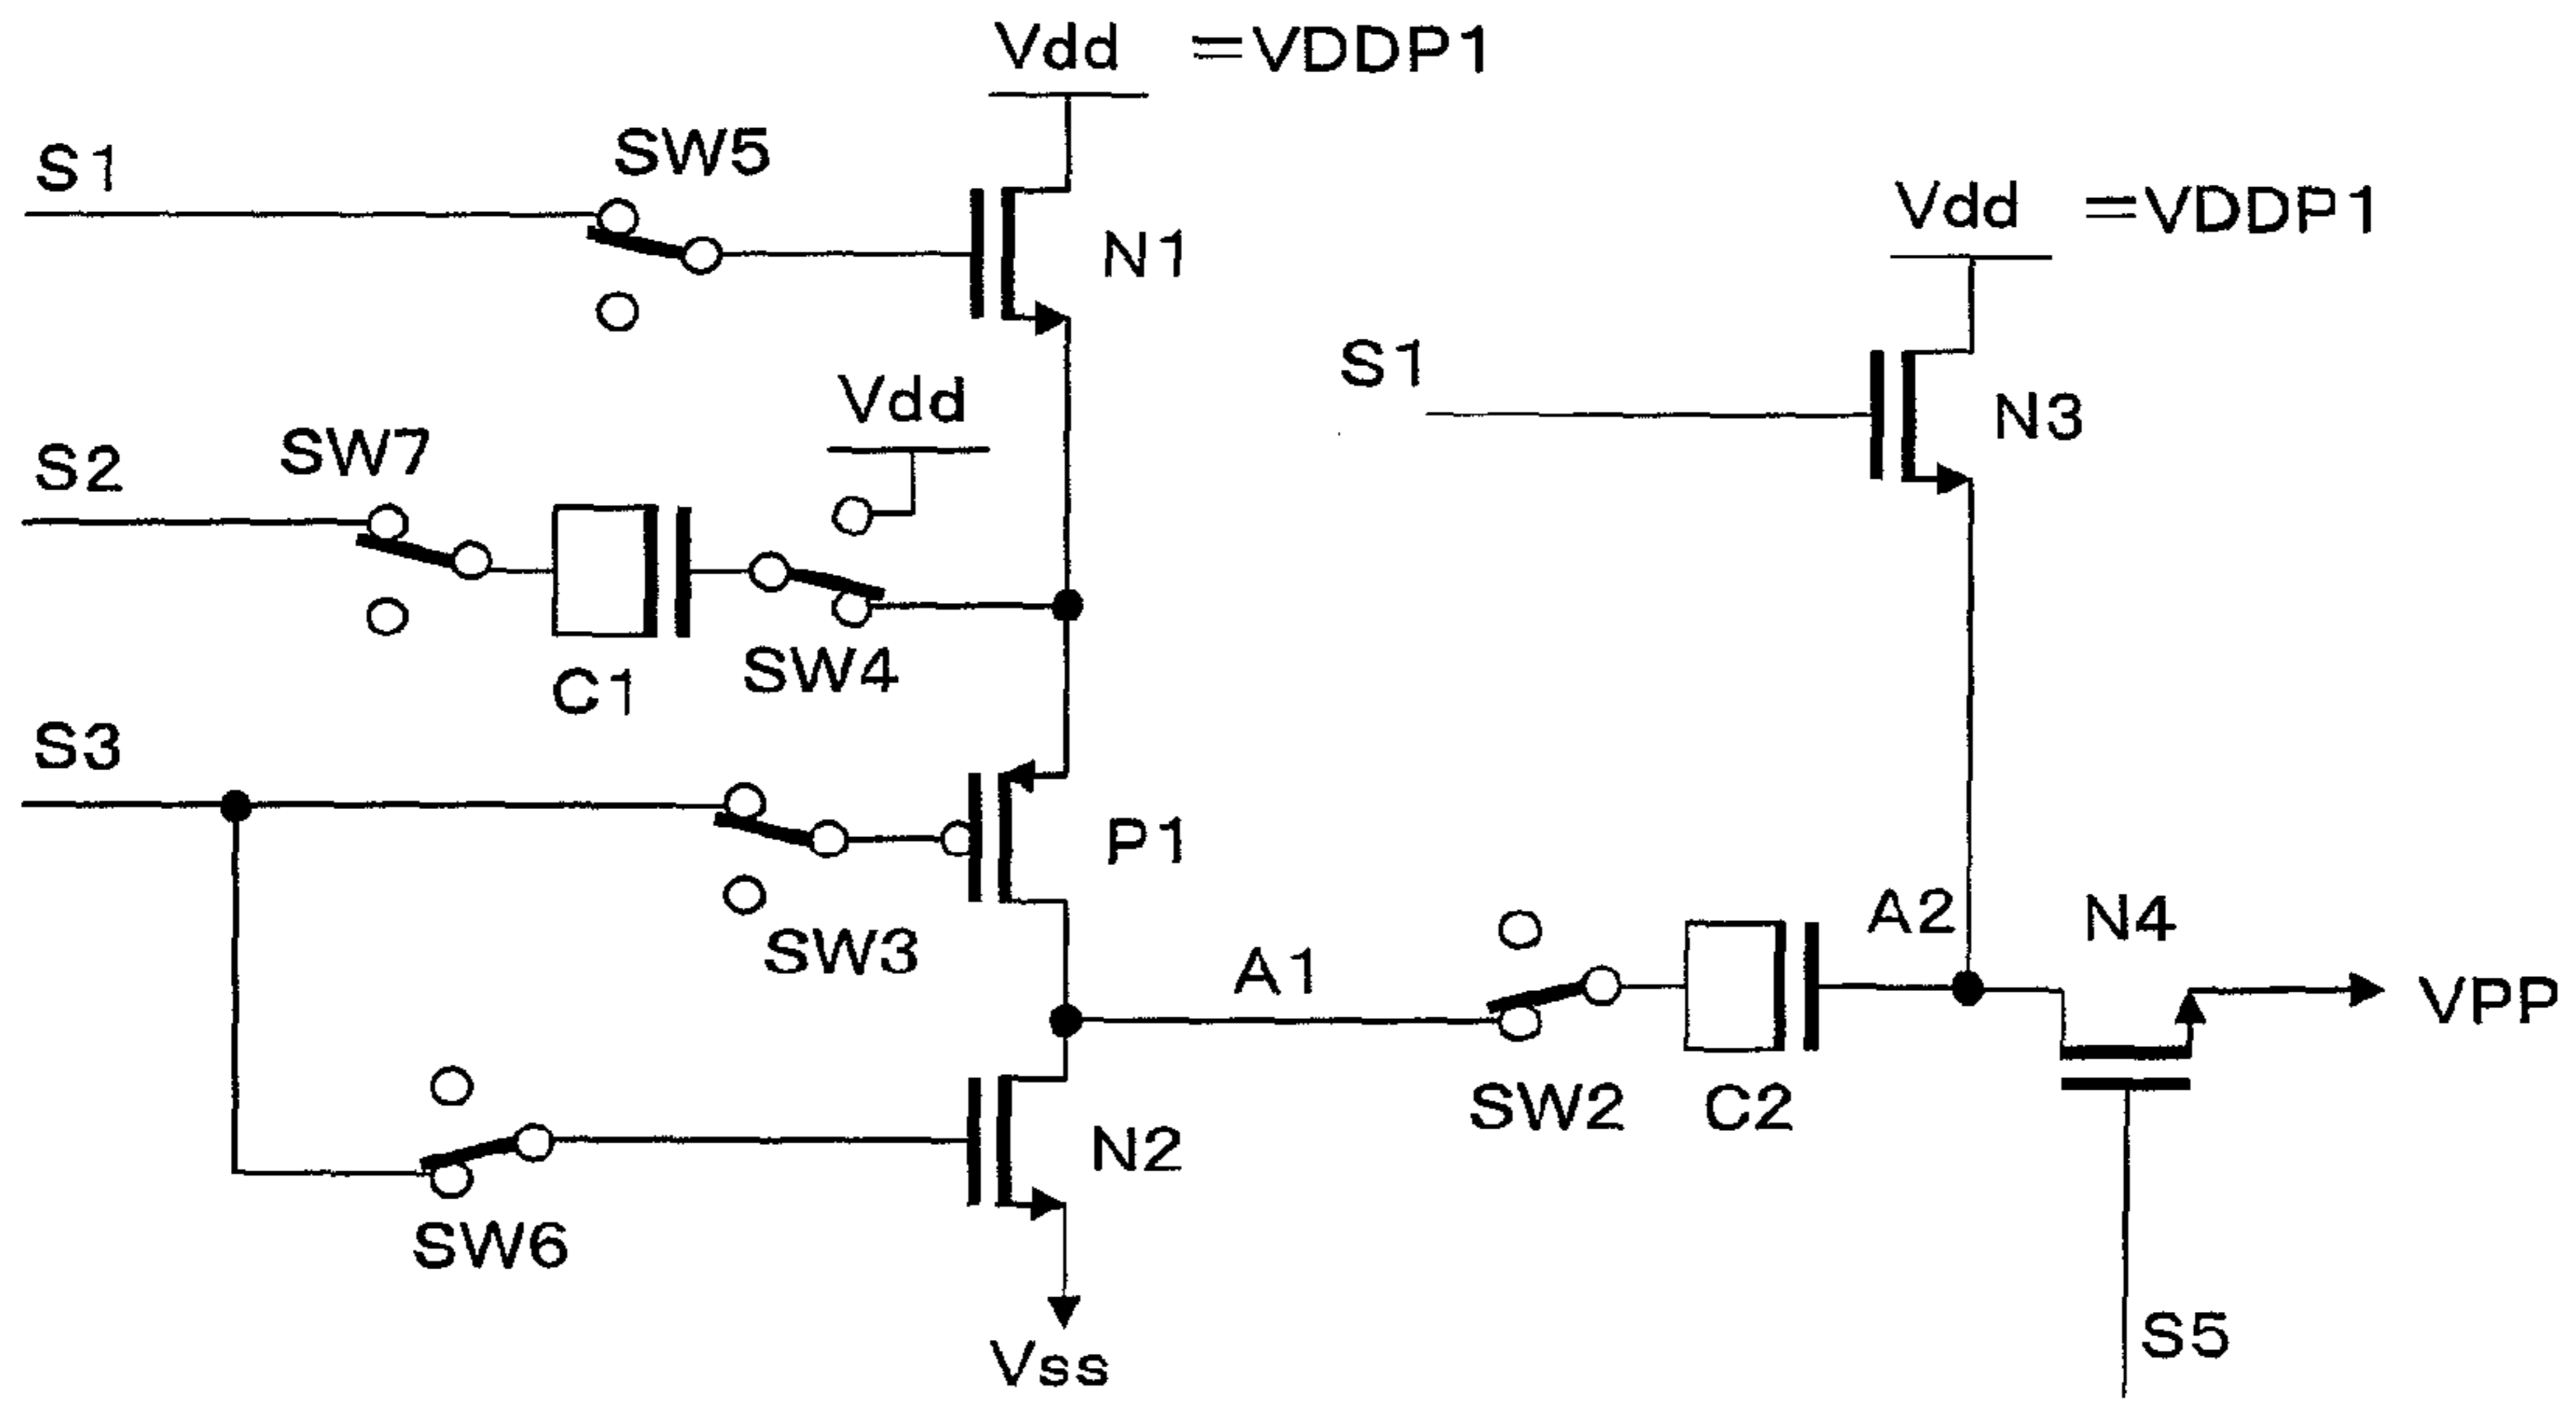 Vdd =VDDP1
S1
SW5
N1
Vdd =VDDP1
S1
N3
Vdd
S2
SW7
C1
SW4
S3
P1
SW3
A1
A2
N4
VPP
SW2
C2
SW6
N2
Vss
S5